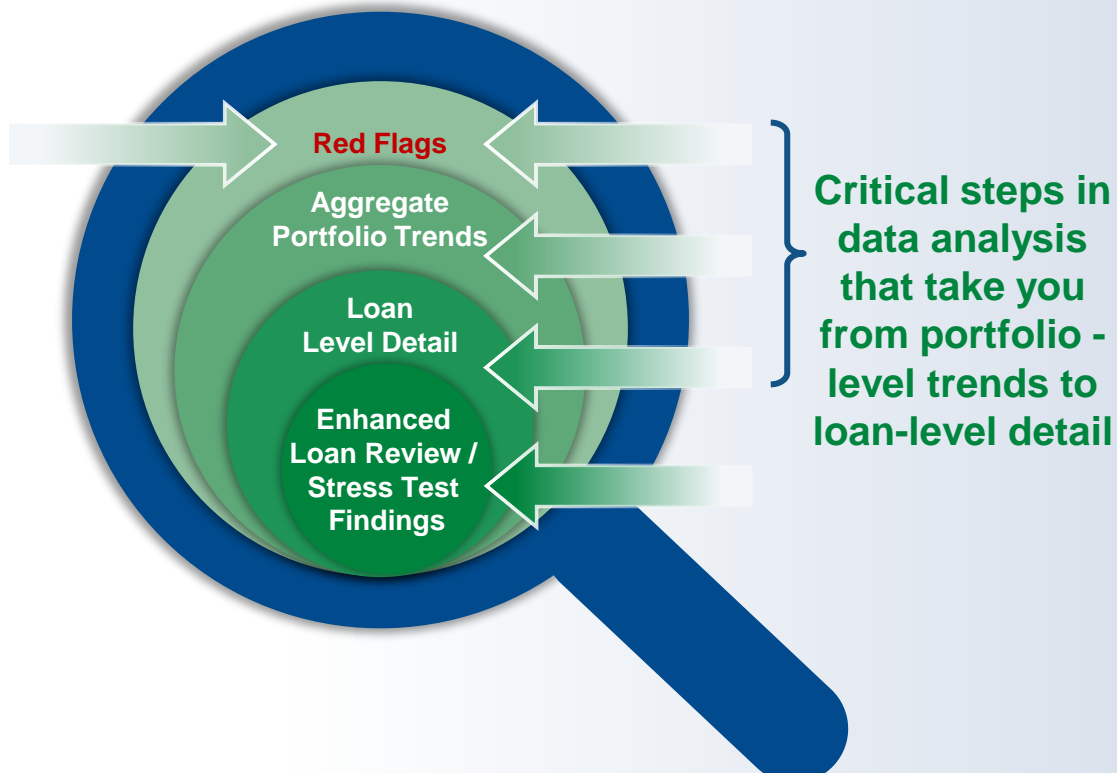 Red Flags
Aggregate
Portfolio Trends
Loan
Level Detail
Enhanced
Loan Review /
Stress Test
Findings
Critical steps in
data analysis
that take you
from portfolio -
level trends to
loan-level detail